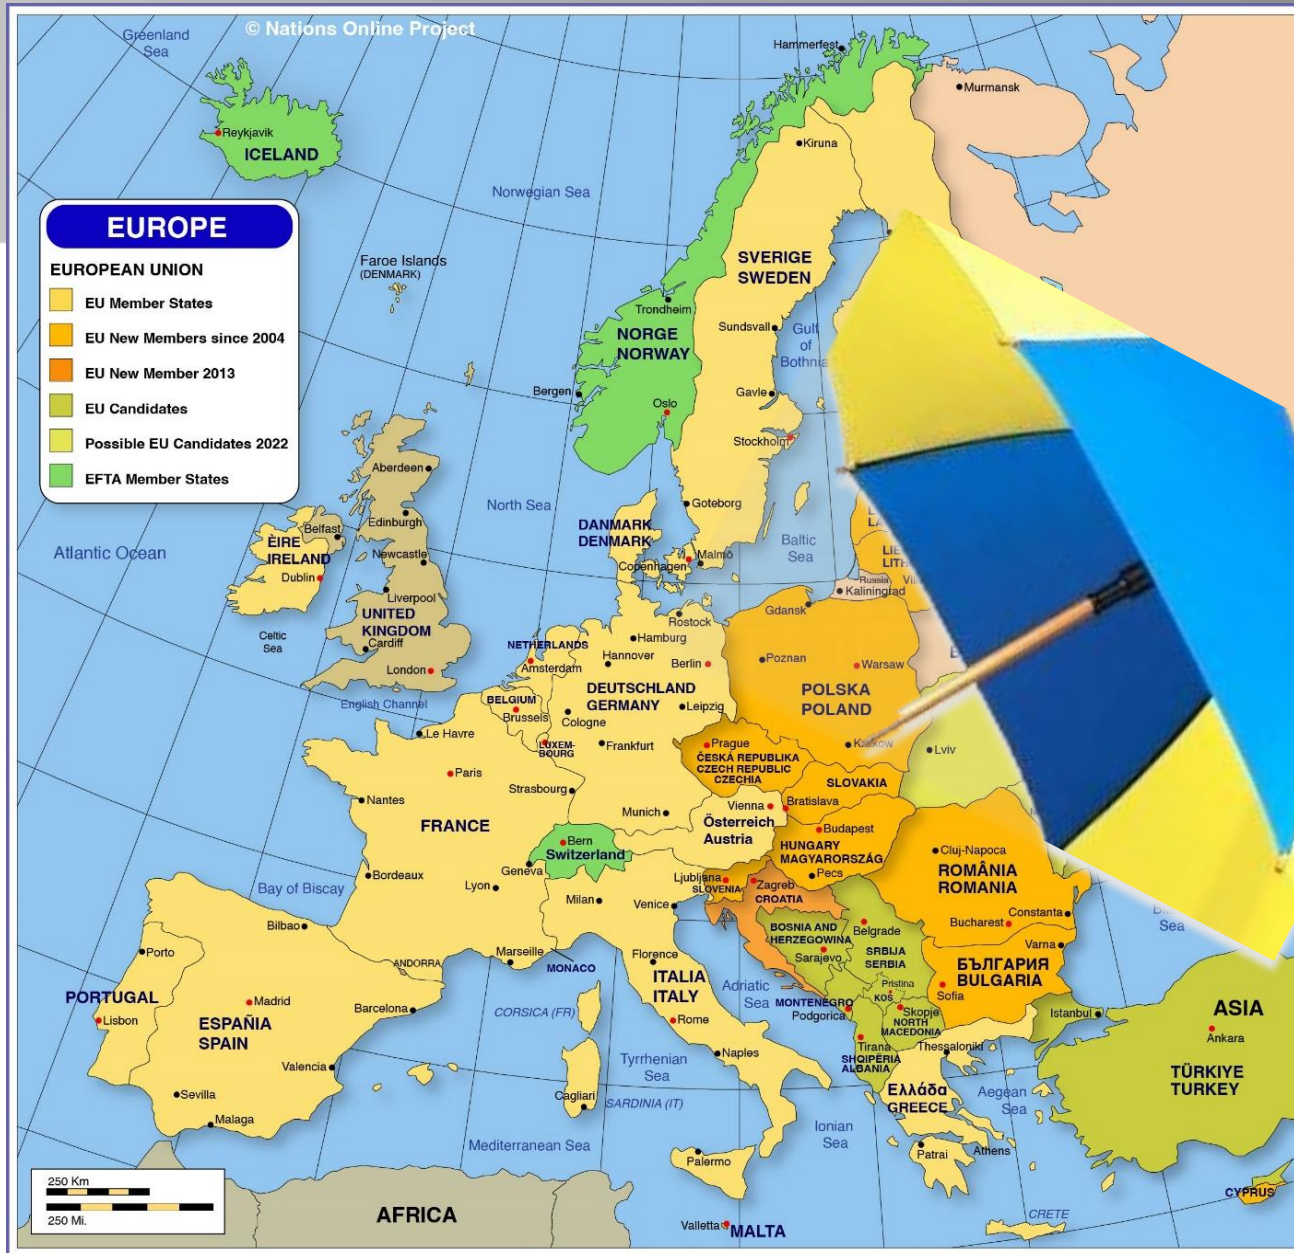 © Nations Online Project
Greenland
Sea
Hammerfest
Murmansk
Reykjavik
ICELAND
Kiruna
Norwegian Sea
EUROPE
EUROPEAN UNION
EU Member States
EU New Members since 2004
EU New Member 2013
EU Candidates
Possible EU Candidates 2022
EFTA Member States
Faroe Islands
(DENMARK)
SVERIGE
SWEDEN
Trondheim
NORGE
NORWAY
Sundsvall
Gulf
of
Bothnia
Bergen
Gavle
Oslo
Stockholm
Aberdeen
North Sea
Goteborg
Edinburgh
Belfast
DANMARK
DENMARK
Baltic
Sea
Atlantic Ocean
ÈIRE
IRELAND
Newcastle
Malmö
Copenhagen
Dublin
Russia
Kaliningrad
Liverpool
Gdansk
UNITED
KINGDOM
Rostock
Celtic
Sea
Cardiff
Hamburg
NETHERLANDS
Amsterdam
Hannover
Berlin
Poznan
Warsaw
London
English Channel
DEUTSCHLAND
GERMANY
POLSKA
POLAND
BELGIUM
Brussels
Leipzig
Cologne
Le Havre
LUXEM-
BOURG
Frankfurt
Prague
Krakow
Lviv
ČESKÁ REPUBLIKA
CZECH REPUBLIC
CZECHIA
Paris
SLOVAKIA
Strasbourg
Nantes
Vienna
Bratislava
Munich
Österreich
Austria
FRANCE
Budapest
Bern
Switzerland
HUNGARY
MAGYARORSZÁG
Cluj-Napoca
Geneva
Bordeaux
Pecs
ROMÂNIA
ROMANIA
Bay of Biscay
Lyon
Ljubljana
SLOVENIA
Zagreb
CROATIA
Milan
Venice
Constanta
Bucharest
Bilbao
BOSNIA AND
HERZEGOWINA
Belgrade
Sea
Porto
Marseille
Florence
Sarajevo
SRBIJA
SERBIA
Varna
ANDORRA
MONACO
ITALIA
ITALY
БЪЛГАРИЯ
BULGARIA
PORTUGAL
Madrid
Adriatic
Sea
Pristina
KOS
Sofia
Lisbon
Barcelona
CORSICA (FR)
MONTENEGRO
Podgorica
Skopje
Istanbul
ASIA
ESPAÑIA
SPAIN
Rome
NORTH
MACEDONIA
Ankara
Tirana
Thessaloniki
Tyrrhenian
Sea
Naples
SHQIPËRIA
ALBANIA
Valencia
TÜRKIYE
TURKEY
Sevilla
Cagliari
SARDINIA (IT)
Ελλάδα
GREECE
Aegean
Sea
Malaga
Ionian
Sea
Mediterranean Sea
Palermo
Patrai
Athens
250 Km
250 Mi.
AFRICA
CYPRUS
CRETE
Valletta
MALTA